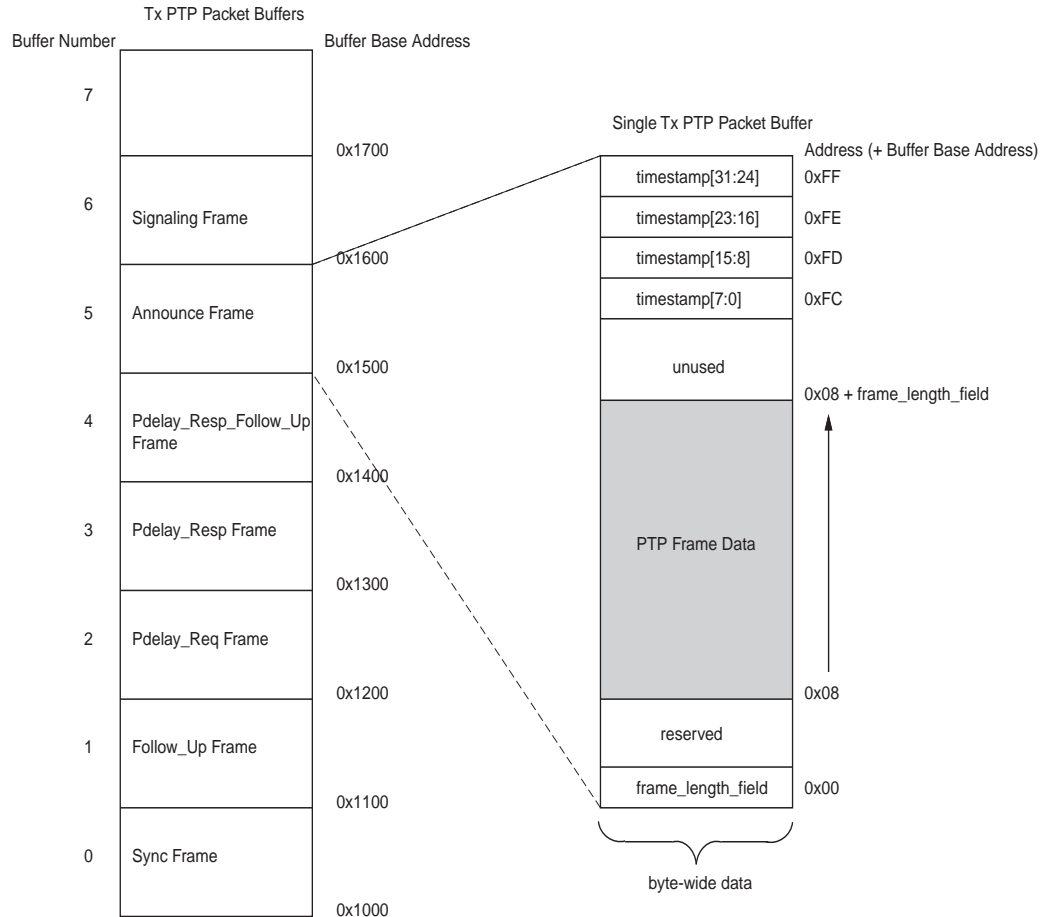 Tx PTP Packet Buffers
Buffer Number
Buffer Base Address
7
0x1700
6
Signaling Frame
0x1600
5
Announce Frame
0x1500
4
Pdelay_Resp_Follow_Up
Frame
0x1400
3
Pdelay_Resp Frame
0x1300
2
Pdelay_Req Frame
0x1200
1
Follow_Up Frame
0x1100
0
Sync Frame
0x1000
Single Tx PTP Packet Buffer
Address (+ Buffer Base Address)
timestamp[31:24]
0xFF
timestamp[23:16]
0xFE
timestamp[15:8]
0xFD
timestamp[7:0]
0xFC
unused
0x08 + frame_length_field
PTP Frame Data
0x08
reserved
frame_length_field
0x00
byte-wide data